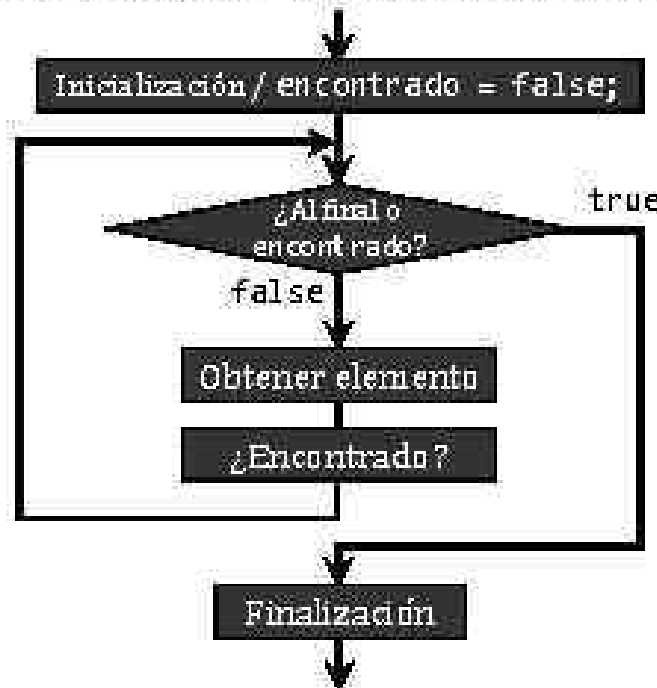 Inicialización / encontrado = false;
¿Al final o
encontrado?
true
false
Obtener elemento
¿Encontrado?
Finalización